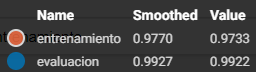 Name Smoothed Value
entrenamiento 0.9770 0.9733
evaluacion 0.9927 0.9922